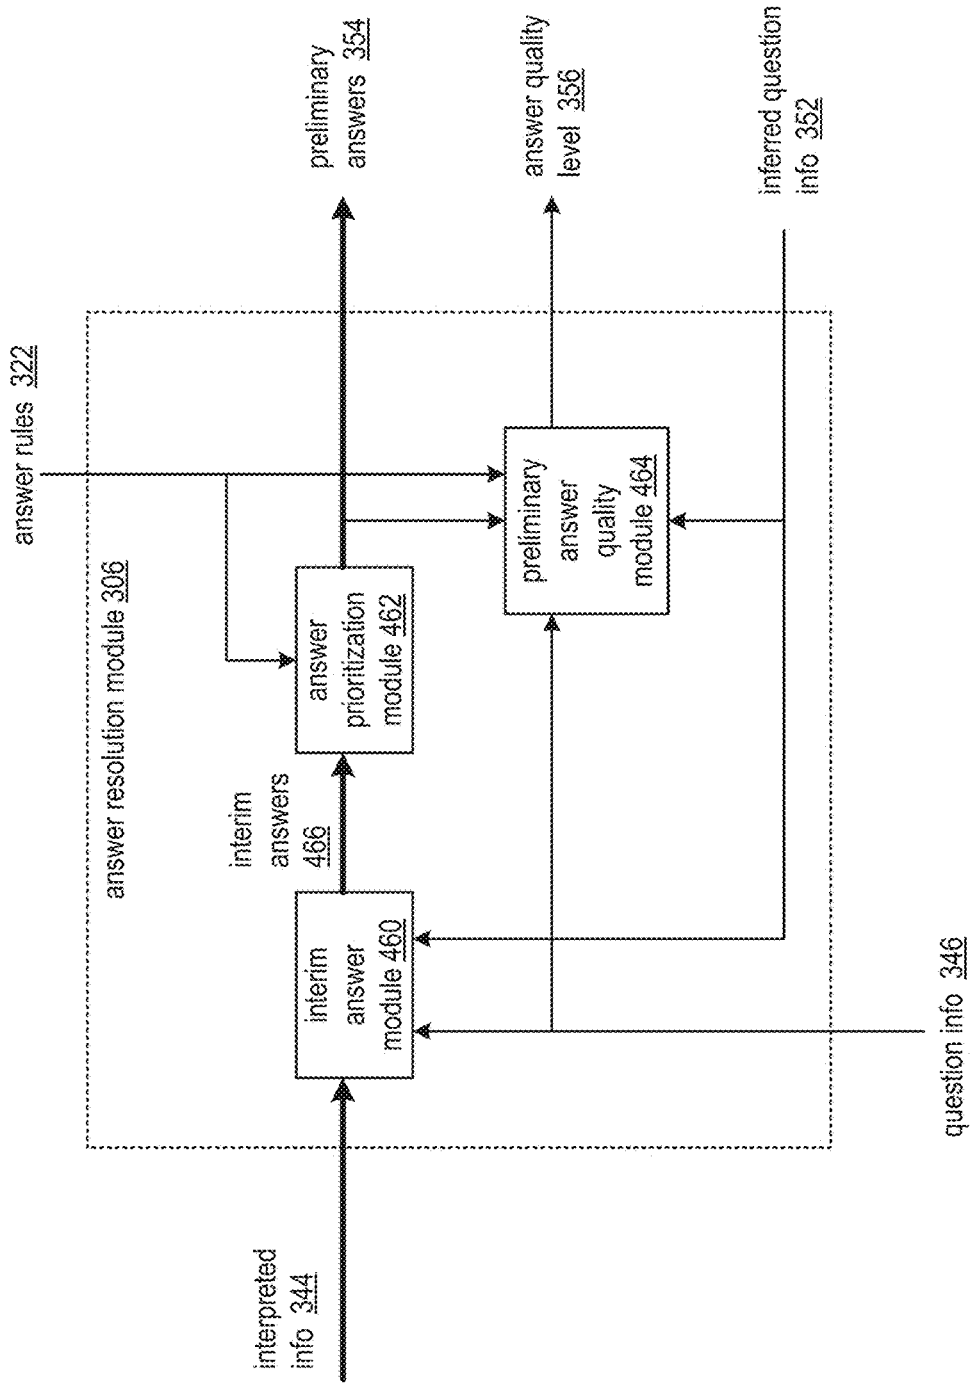 answer rules 322
answer resolution module 306
interpreted
info 344
interim
answer
module 460
interim
answers
466
answer
prioritization
module 462
preliminary
answers 354
preliminary
answer
quality
module 464
answer quality
level 356
question info 346
inferred question
info 352